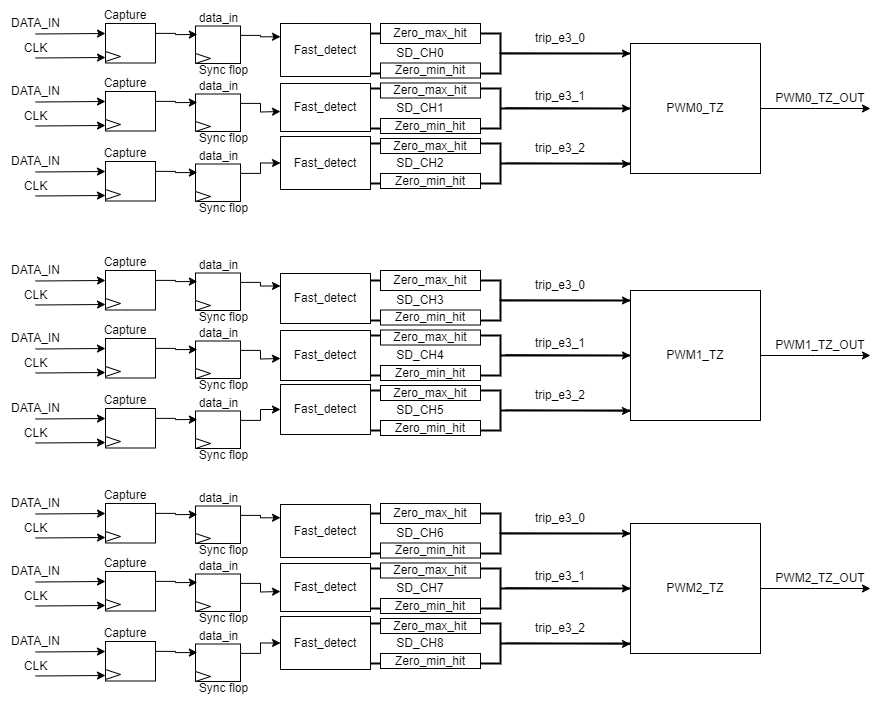 DATA_IN Capture data_in Zero_max_hit trip_e3_0
CLK Fast_detect SD_CH0
Sync flop Zero_min_hit
DATA_IN Capture data_in Zero_max_hit trip_e3_1 PWM0_TZ PWM0_TZ_OUT
CLK Fast_detect SD_CH1
Sync flop Zero_min_hit
DATA_IN Capture data_in Zero_max_hit trip_e3_2
CLK Fast_detect SD_CH2
Sync flop Zero_min_hit
DATA_IN Capture data_in Zero_max_hit trip_e3_0
CLK Fast_detect SD_CH3
Sync flop Zero_min_hit
DATA_IN Capture data_in Zero_max_hit trip_e3_1 PWM1_TZ PWM1_TZ_OUT
CLK Fast_detect SD_CH4
Sync flop Zero_min_hit
DATA_IN Capture data_in Zero_max_hit trip_e3_2
CLK Fast_detect SD_CH5
Sync flop Zero_min_hit
DATA_IN Capture data_in Zero_max_hit trip_e3_0
CLK Fast_detect SD_CH6
Sync flop Zero_min_hit
DATA_IN Capture data_in Zero_max_hit trip_e3_1 PWM2_TZ PWM2_TZ_OUT
CLK Fast_detect SD_CH7
Sync flop Zero_min_hit
DATA_IN Capture data_in Zero_max_hit trip_e3_2
CLK Fast_detect SD_CH8
Sync flop Zero_min_hit